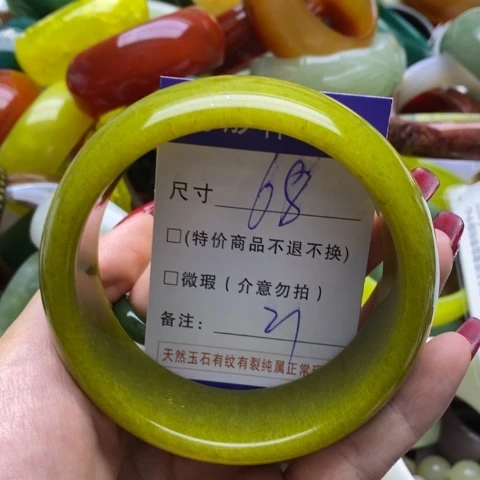 尺寸 68
□(特价商品不退不换)
□微瑕（介意勿拍）
备注: 21
天然玉石有纹有裂纯属正常